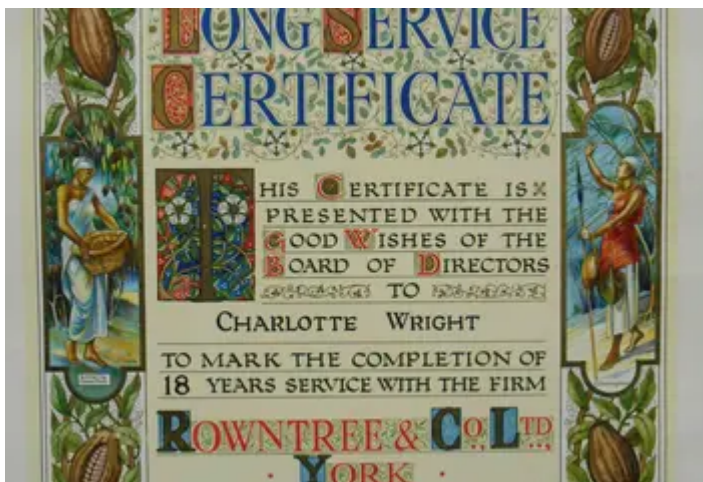 LONG SERVICE
CERTIFICATE
THIS CERTIFICATE IS
PRESENTED WITH THE
GOOD WISHES OF THE
BOARD OF DIRECTORS
TO
CHARLOTTE WRIGHT
TO MARK THE COMPLETION OF
18 YEARS SERVICE WITH THE FIRM
ROWNTREE & CO. LTD
· YORK ·